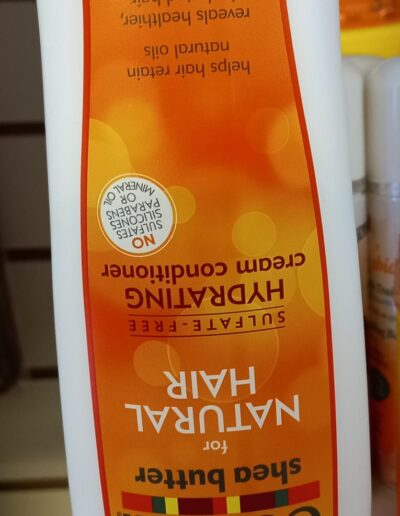 shea butter
for
NATURAL
HAIR
SULFATE-FREE
HYDRATING
cream conditioner
NO
SULFATES
SILICONES
PARABENS
OR
MINERAL OIL
helps hair retain
natural oils
reveals healthier,